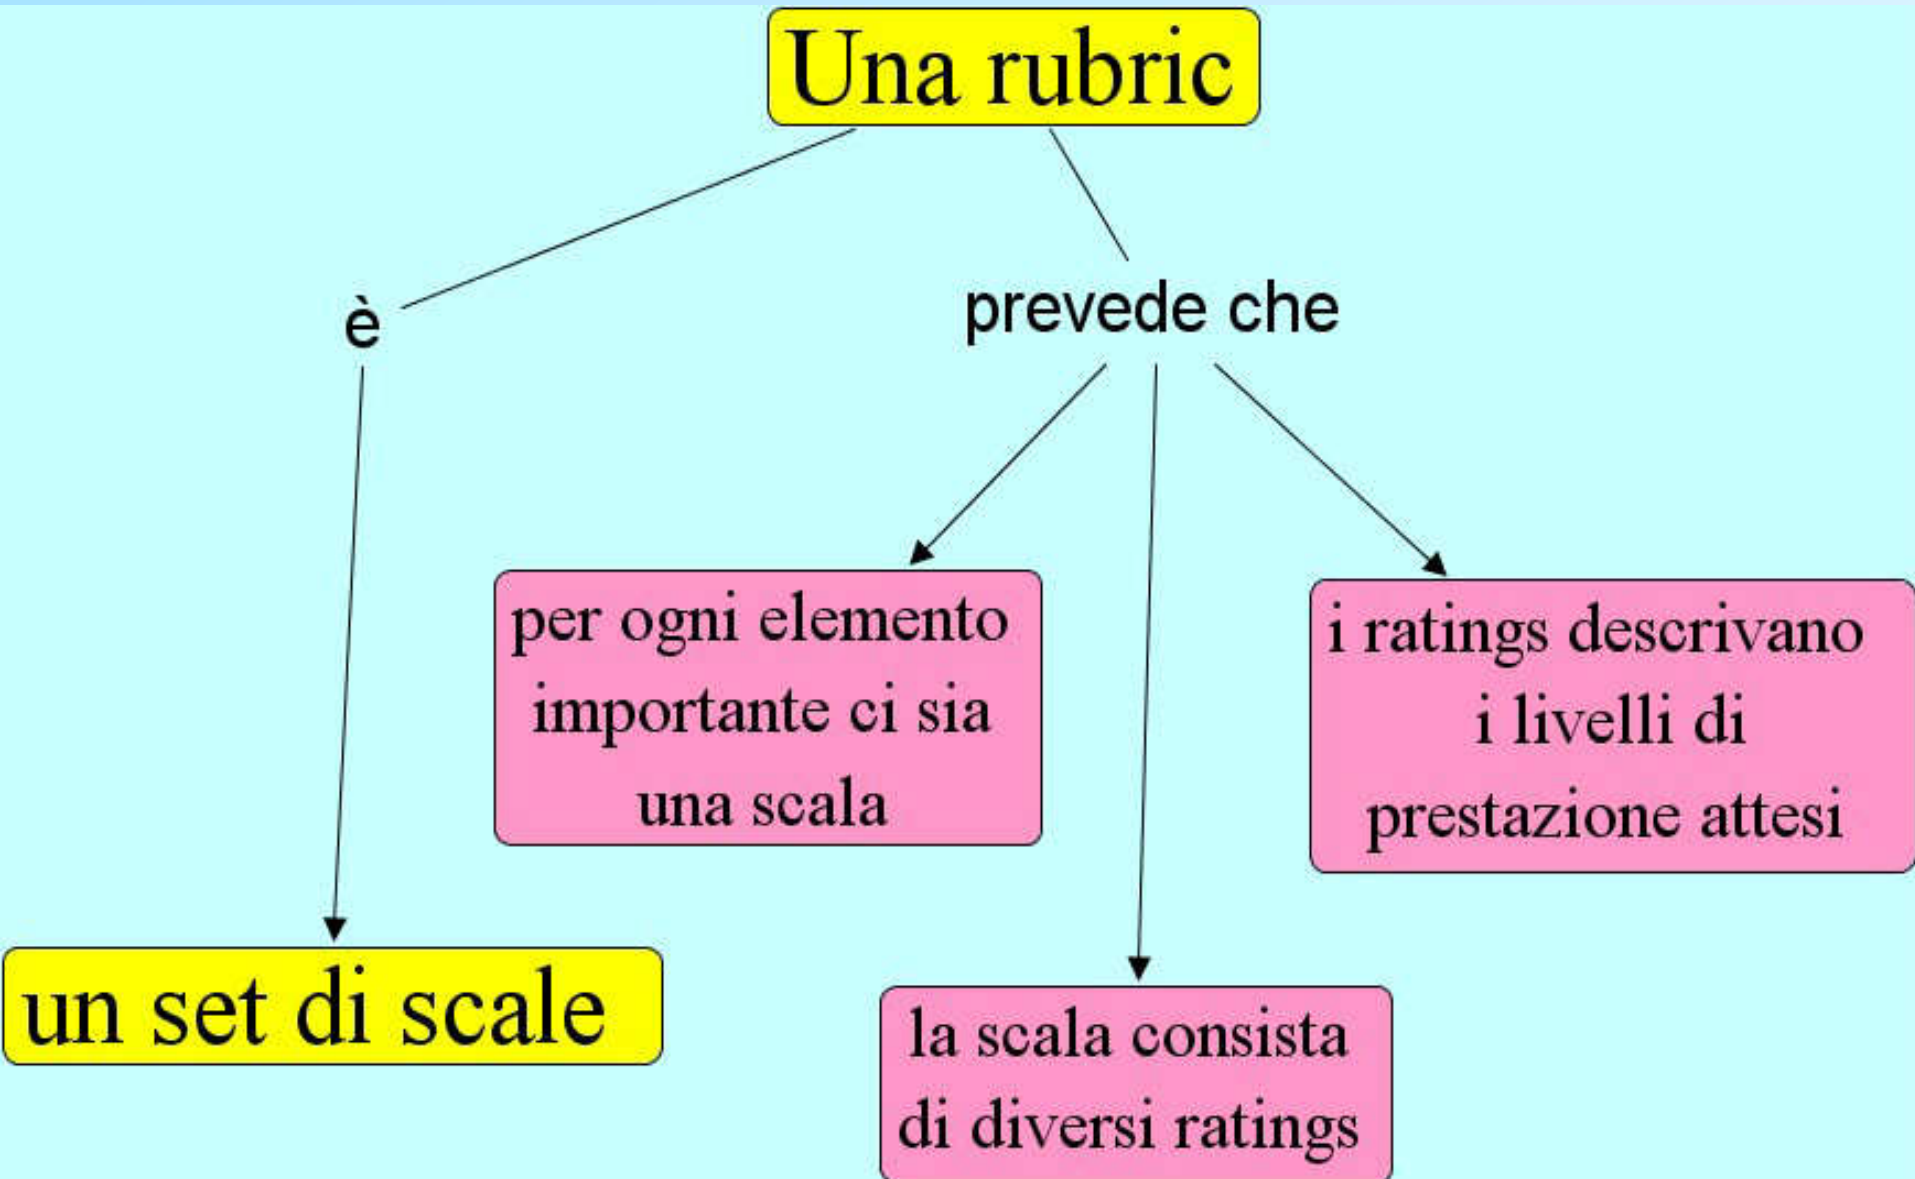 Una rubric
è
prevede che
per ogni elemento
importante ci sia
una scala
i ratings descrivano
i livelli di
prestazione attesi
un set di scale
la scala consista
di diversi ratings